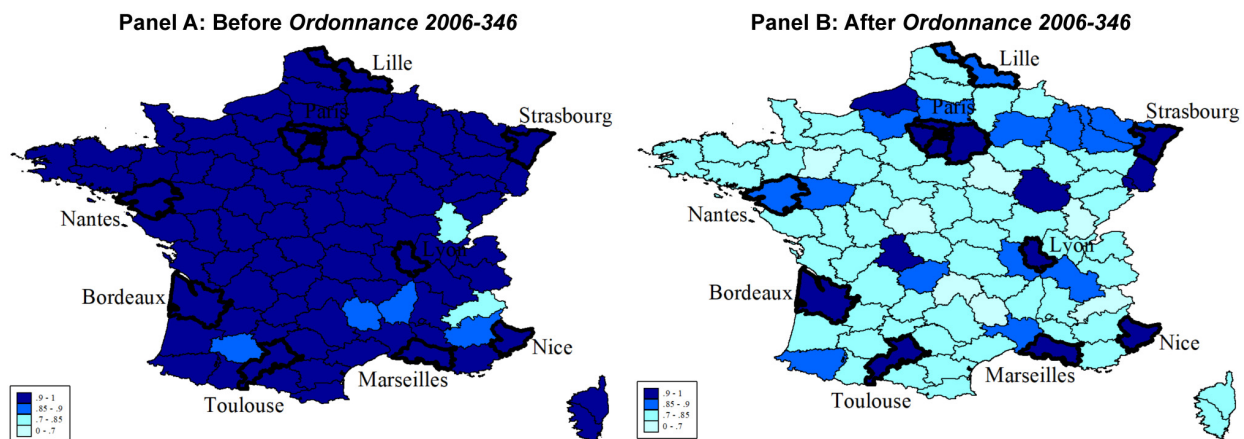 Panel A: Before Ordonnance 2006-346
Lille
Paris
Strasbourg
Nantes
Lyon
Bordeaux
Nice
Marseilles
Toulouse
.9 - 1
.85 - .9
.7 - .85
0 - .7
Panel B: After Ordonnance 2006-346
Lille
Paris
Strasbourg
Nantes
Lyon
Bordeaux
Nice
Marseilles
Toulouse
.9 - 1
.85 - .9
.7 - .85
0 - .7